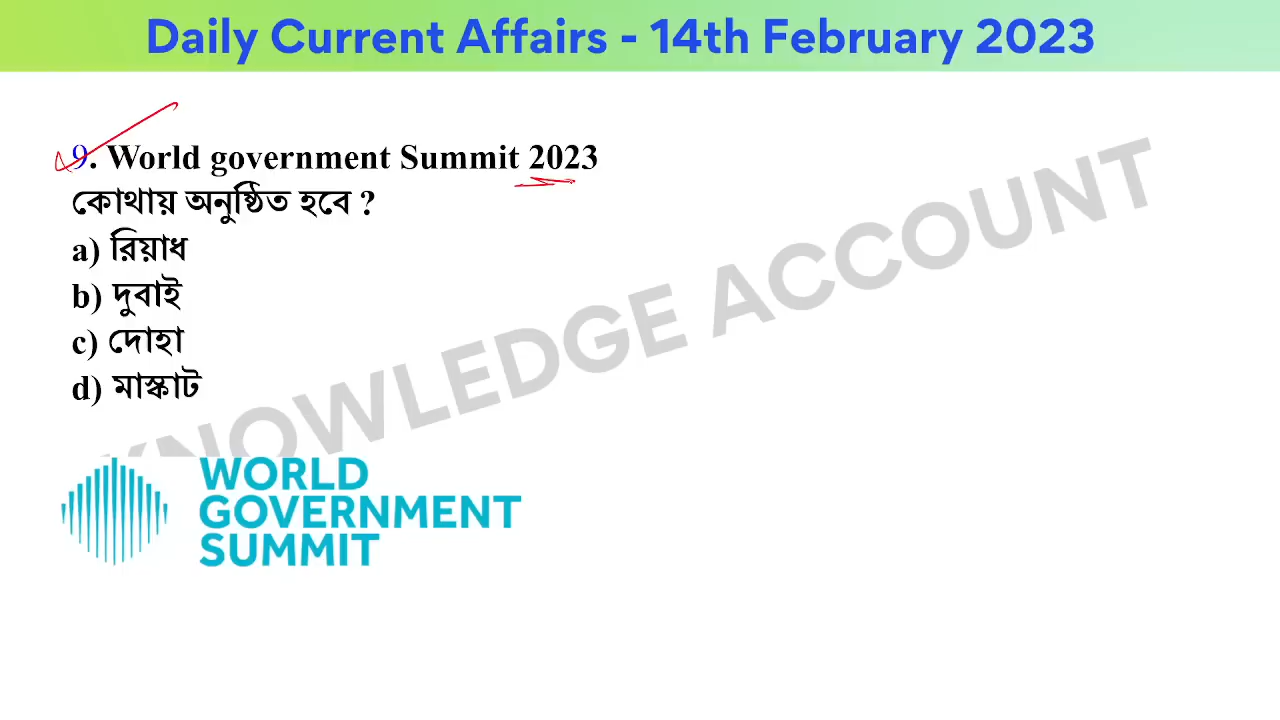 Daily Current Affairs - 14th February 2023
9. World government Summit 2023
কোথায় অনুষ্ঠিত হবে ?
a) রিয়াধ
b) দুবাই
c) দোহা
d) মাস্কাট
KNOWLEDGE ACCOUNT
WORLD
GOVERNMENT
SUMMIT